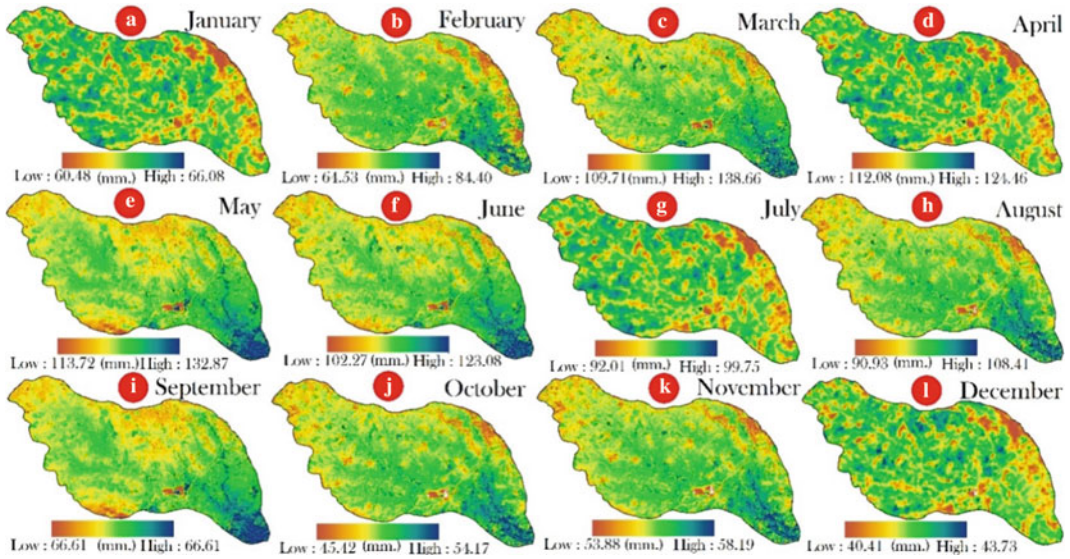 a January
b February
c March
d April
Low : 60.48 (mm.) High : 66.08
Low : 64.53 (mm.) High : 84.40
Low : 109.71 (mm.) High : 138.66
Low : 112.08 (mm.) High : 124.46
e May
f June
g July
h August
Low : 113.72 (mm.) High : 132.87
Low : 102.27 (mm.) High : 123.08
Low : 92.01 (mm.) High : 99.75
Low : 90.93 (mm.) High : 108.41
i September
j October
k November
l December
Low : 66.61 (mm.) High : 66.61
Low : 45.42 (mm.) High : 54.17
Low : 53.88 (mm.) High : 58.19
Low : 40.41 (mm.) High : 43.73